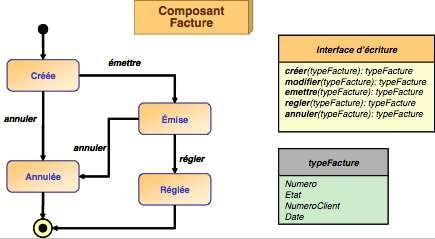 Composant
Facture
émettre
Créée
annuler
Émise
annuler
régler
Annulée
Réglée
Interface d'écriture
créer(typeFacture): typeFacture
modifier(typeFacture): typeFacture
emettre(typeFacture): typeFacture
regler(typeFacture): typeFacture
annuler(typeFacture): typeFacture
typeFacture
Numero
Etat
NumeroClient
Date